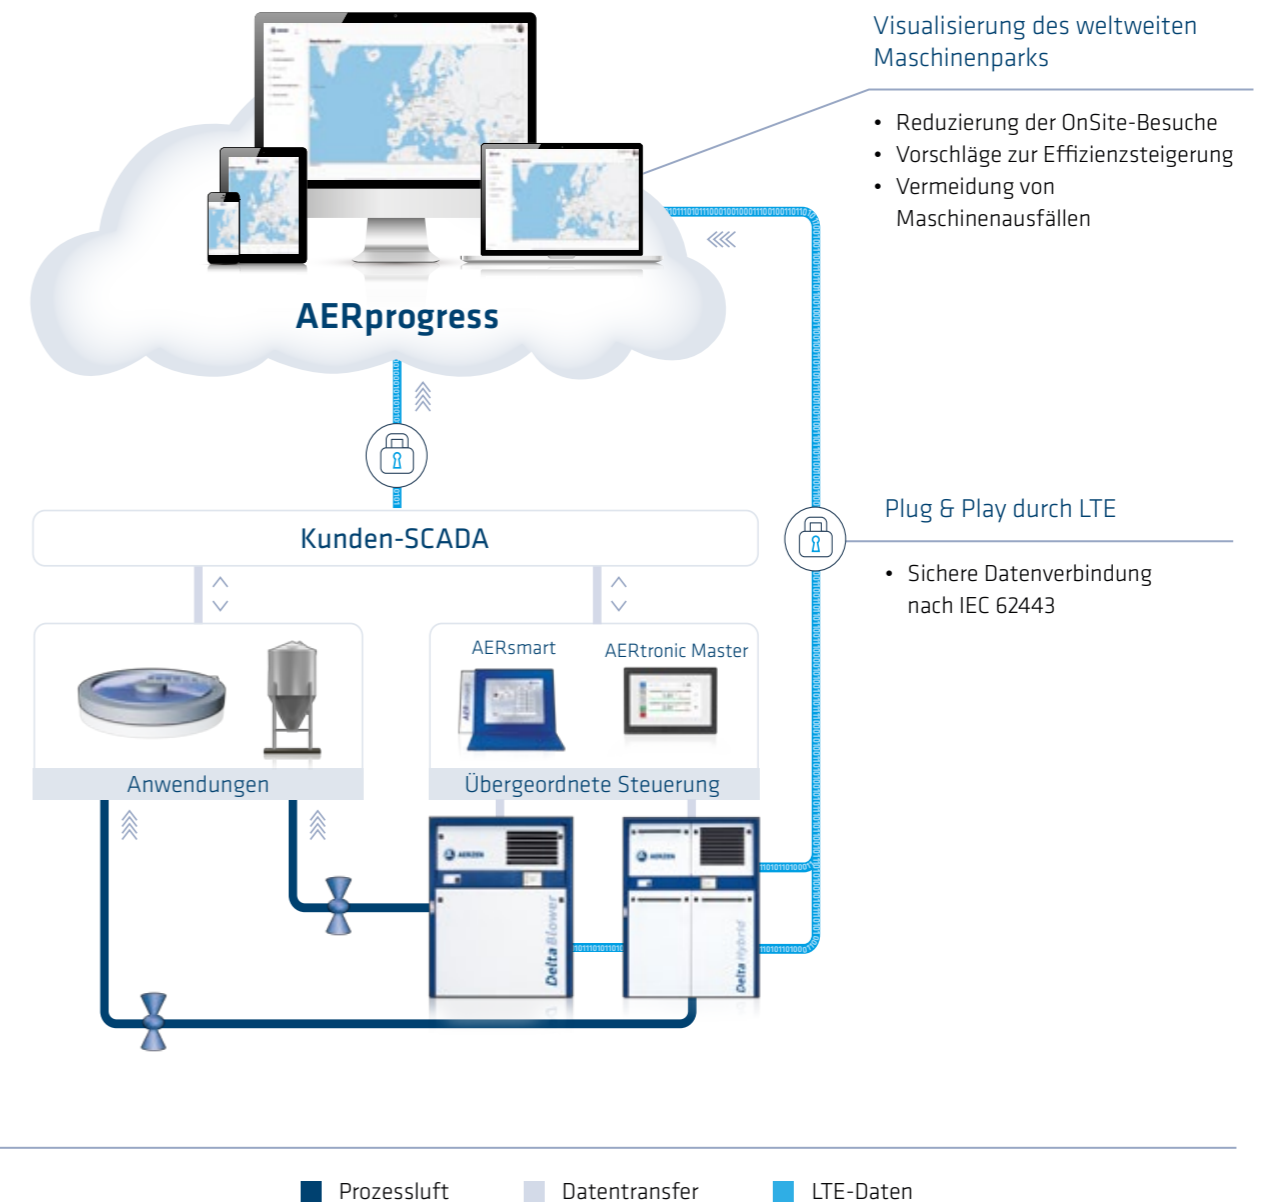 Visualisierung des weltweiten
Maschinenparks
• Reduzierung der OnSite-Besuche
• Vorschläge zur Effizienzsteigerung
• Vermeidung von
Maschinenausfällen
AERprogress
Kunden-SCADA
Plug & Play durch LTE
• Sichere Datenverbindung
nach IEC 62443
AERsmart
AERtronic Master
Anwendungen
Übergeordnete Steuerung
AERZEN
AERZEN
Delta Blower
Delta Hybrid
Prozessluft
Datentransfer
LTE-Daten